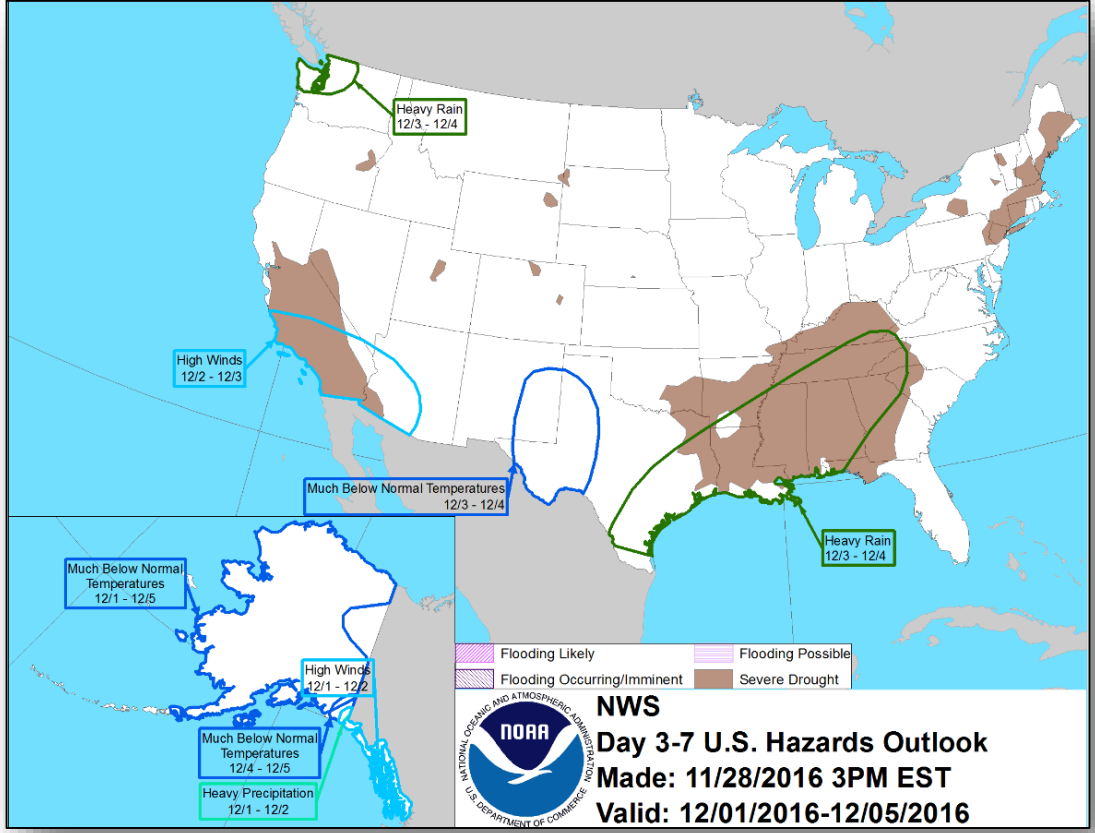 Heavy Rain
12/3 - 12/4
High Winds
12/2 - 12/3
Much Below Normal Temperatures
12/3 - 12/4
Heavy Rain
12/3 - 12/4
Much Below Normal
Temperatures
12/1 - 12/5
High Winds
12/1 - 12/2
Much Below Normal
Temperatures
12/4 - 12/5
Heavy Precipitation
12/1 - 12/2
Flooding Likely
Flooding Possible
Flooding Occurring/Imminent
Severe Drought
NATIONAL OCEANIC AND ATMOSPHERIC ADMINISTRATION
NOAA
U.S. DEPARTMENT OF COMMERCE
NWS
Day 3-7 U.S. Hazards Outlook
Made: 11/28/2016 3PM EST
Valid: 12/01/2016-12/05/2016